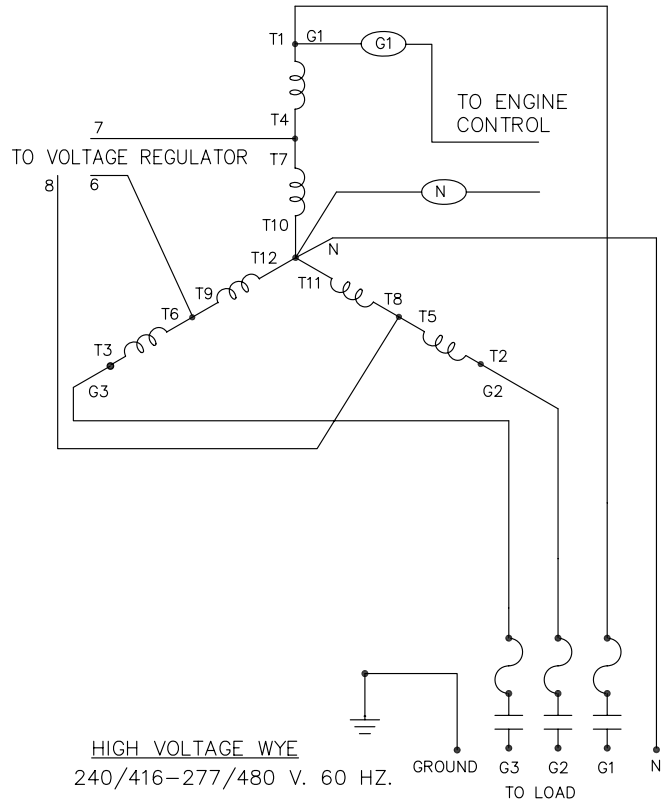 T1 G1 G1
TO ENGINE
CONTROL
T4
7
TO VOLTAGE REGULATOR
T7
8 6
N
T10
T12 N
T11
T9
T6
T8
T5
T3
T2
G3
G2
GROUND G3 G2 G1 N
TO LOAD
HIGH VOLTAGE WYE
240/416-277/480 V. 60 HZ.